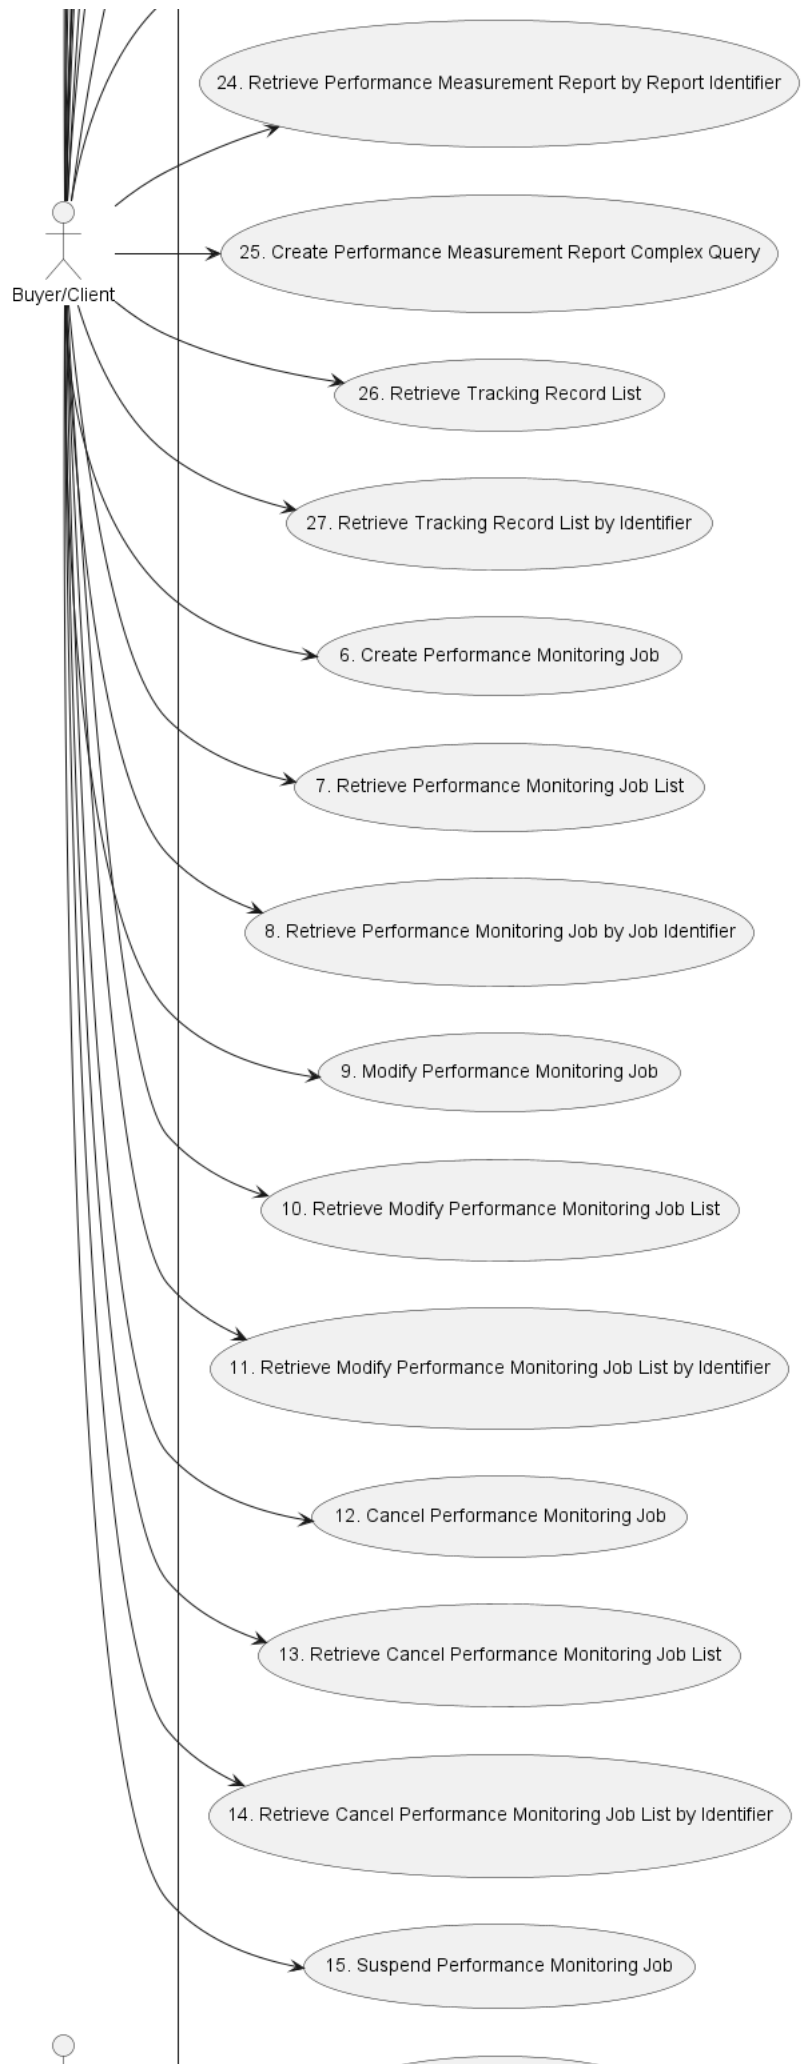 24. Retrieve Performance Measurement Report by Report Identifier
25. Create Performance Measurement Report Complex Query
Buyer/Client
26. Retrieve Tracking Record List
27. Retrieve Tracking Record List by Identifier
6. Create Performance Monitoring Job
7. Retrieve Performance Monitoring Job List
8. Retrieve Performance Monitoring Job by Job Identifier
9. Modify Performance Monitoring Job
10. Retrieve Modify Performance Monitoring Job List
11. Retrieve Modify Performance Monitoring Job List by Identifier
12. Cancel Performance Monitoring Job
13. Retrieve Cancel Performance Monitoring Job List
14. Retrieve Cancel Performance Monitoring Job List by Identifier
15. Suspend Performance Monitoring Job